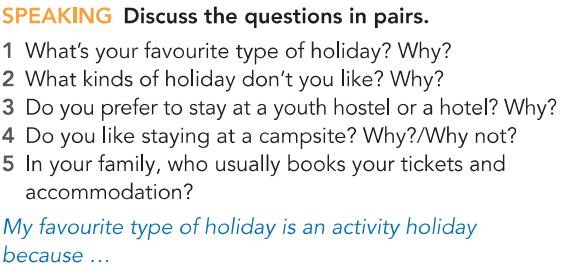 SPEAKING Discuss the questions in pairs.
1 What's your favourite type of holiday? Why?
2 What kinds of holiday don't you like? Why?
3 Do you prefer to stay at a youth hostel or a hotel? Why?
4 Do you like staying at a campsite? Why?/Why not?
5 In your family, who usually books your tickets and
accommodation?
My favourite type of holiday is an activity holiday
because …